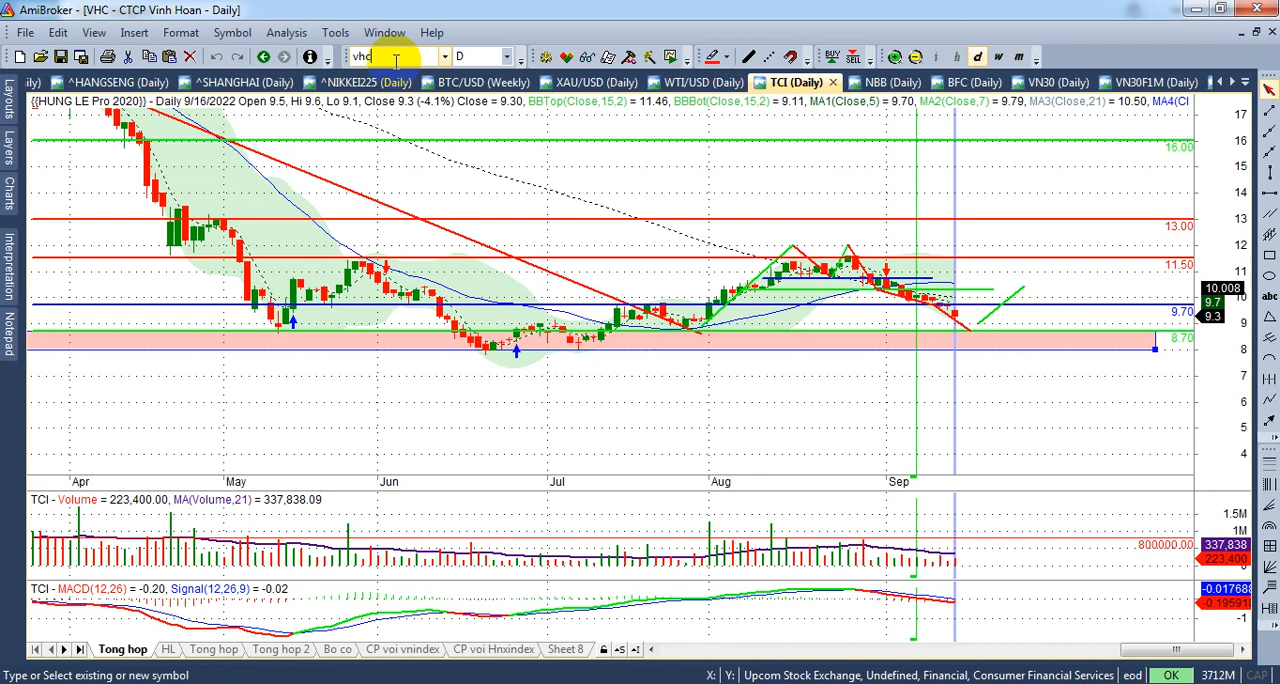 AmiBroker - [VHC - CTCP Vinh Hoan - Daily]
File Edit View Insert Format Symbol Analysis Tools Window Help
vhc D d w m
^HANGSENG (Daily) ^SHANGHAI (Daily) ^NIKKEI225 (Daily) BTC/USD (Weekly) XAU/USD (Daily) WTI/USD (Daily) TCI (Daily) NBB (Daily) BFC (Daily) VN30 (Daily) VN30F1M (Daily)
{{HUNG LE Pro 2020}} - Daily 9/16/2022 Open 9.5, Hi 9.6, Lo 9.1, Close 9.3 (-4.1%) Close = 9.30, BBTop(Close,15,2) = 11.46, BBBot(Close,15,2) = 9.11, MA1(Close,5) = 9.70, MA2(Close,7) = 9.79, MA3(Close,21) = 10.50, MA4(Cl
Layouts
Layers
Charts
Interpretation
Notepad
17
16
16.00
15
14
13
13.00
12
11.50
11
10.008
10
9.7
9.70
9.3
9
8.70
8
7
6
5
4
Apr May Jun Jul Aug Sep
TCI - Volume = 223,400.00, MA(Volume,21) = 337,838.09
1.5M
1M
800000.00
337,838
223,400
TCI - MACD(12,26) = -0.20, Signal(12,26,9) = -0.02
-0.017688
-0.195918
-1
Tong hop HL Tong hop Tong hop 2 Bo co CP voi vnindex CP voi Hnxindex Sheet 8
Type or Select existing or new symbol X: Y: Upcom Stock Exchange, Undefined, Financial, Consumer Financial Services eod OK 3712M CAP
abc
BUY SELL